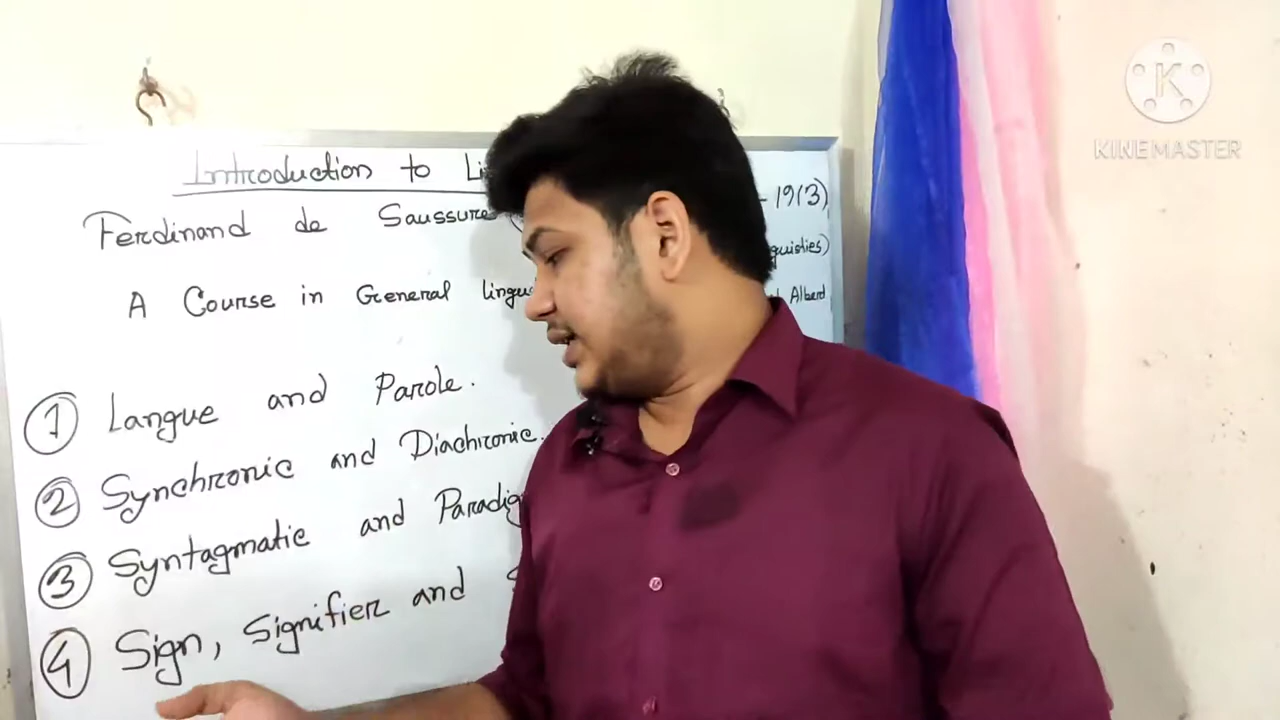 Introduction to Li
Ferdinand de Saussure - 1913)
guistics)
A Course in General lingu Albert
① Langue and Parole.
② Synchronic and Diachronic.
③ Syntagmatic and Paradig
④ Sign, Signifier and
KINEMASTER